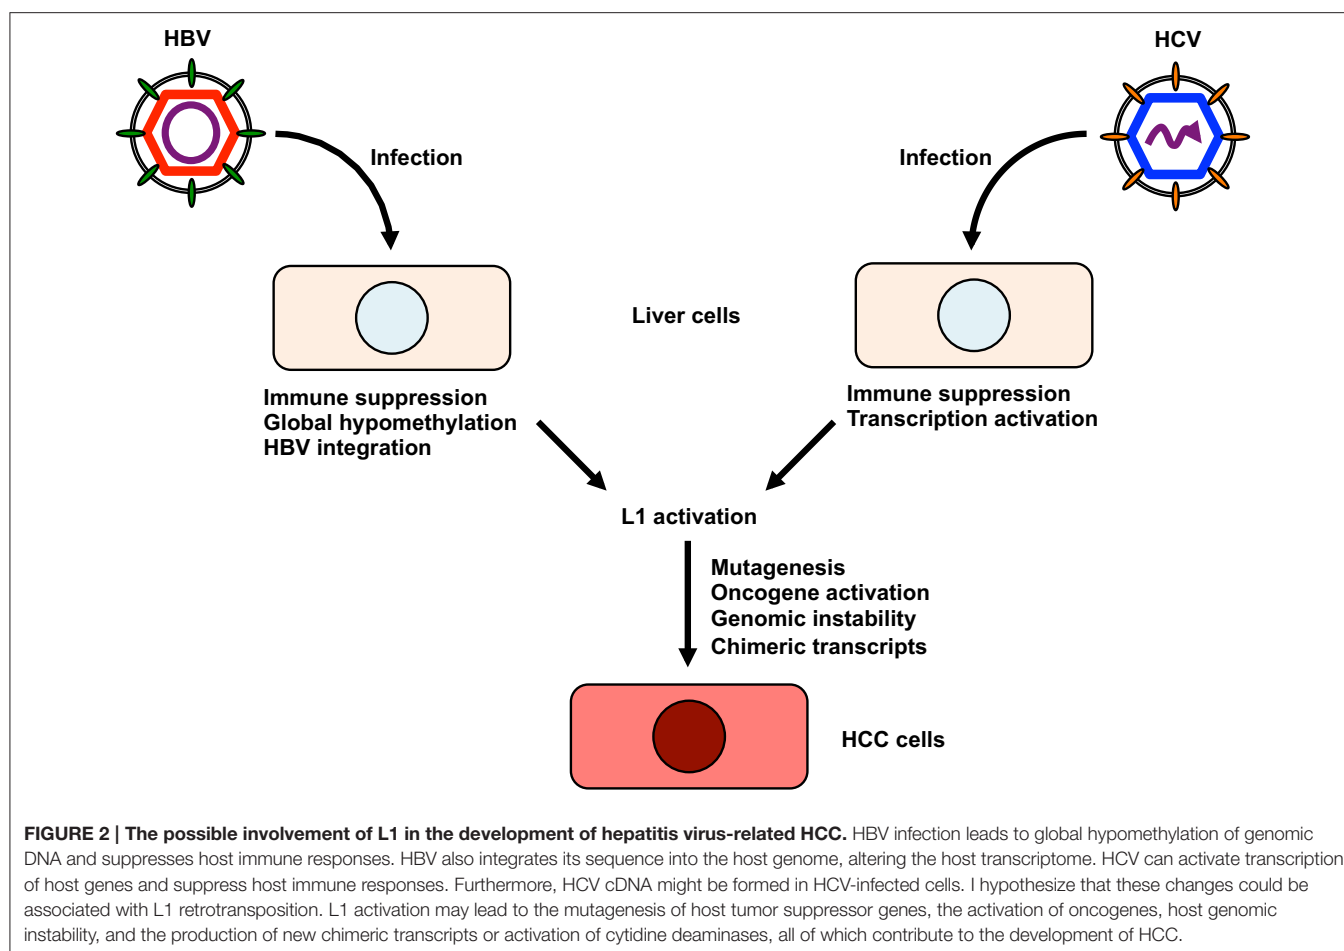 HBV
HCV
Infection
Infection
Liver cells
Immune suppression
Global hypomethylation
HBV integration
Immune suppression
Transcription activation
L1 activation
Mutagenesis
Oncogene activation
Genomic instability
Chimeric transcripts
HCC cells
FIGURE 2 | The possible involvement of L1 in the development of hepatitis virus-related HCC. HBV infection leads to global hypomethylation of genomic
DNA and suppresses host immune responses. HBV also integrates its sequence into the host genome, altering the host transcriptome. HCV can activate transcription
of host genes and suppress host immune responses. Furthermore, HCV cDNA might be formed in HCV-infected cells. I hypothesize that these changes could be
associated with L1 retrotransposition. L1 activation may lead to the mutagenesis of host tumor suppressor genes, the activation of oncogenes, host genomic
instability, and the production of new chimeric transcripts or activation of cytidine deaminases, all of which contribute to the development of HCC.